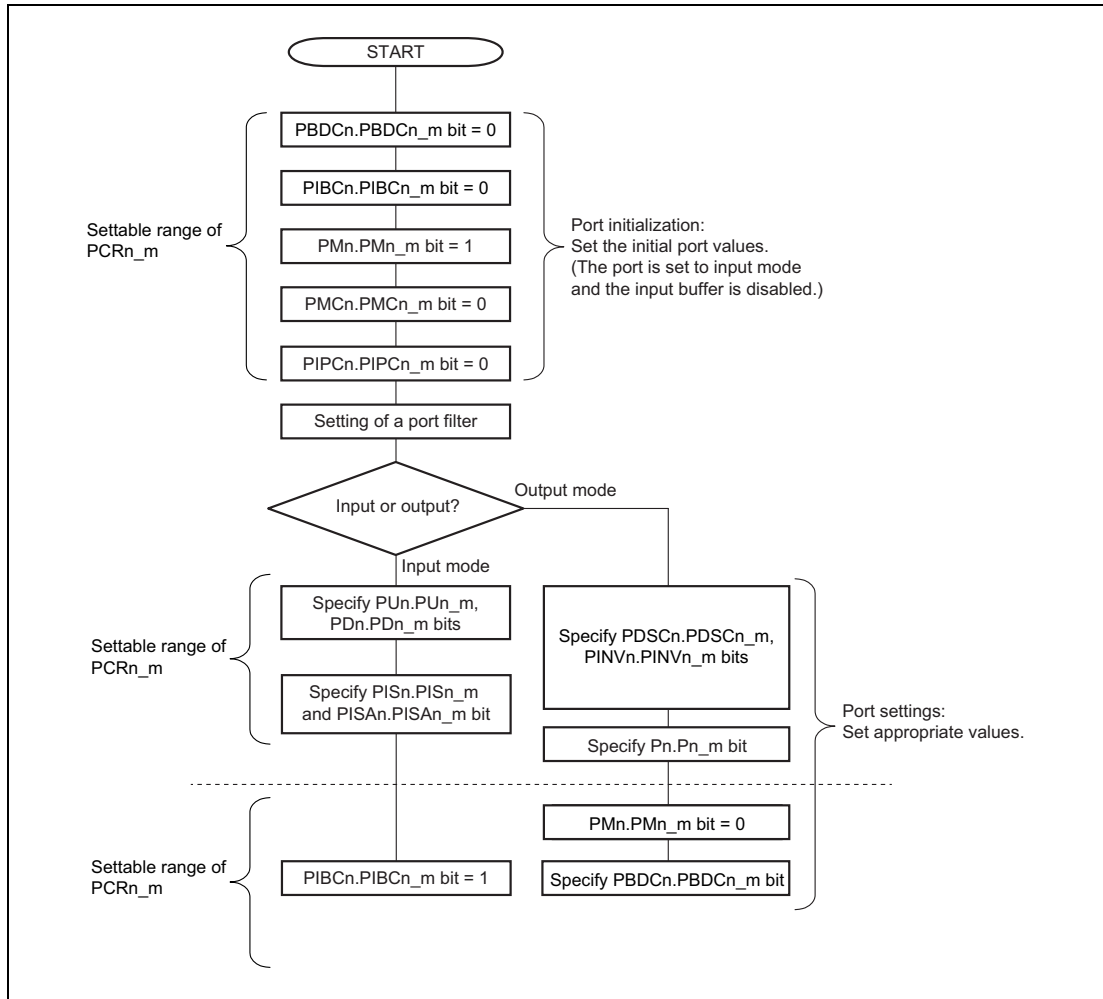 START
PBDCn.PBDCn_m bit = 0
PIBCn.PIBCn_m bit = 0
PMn.PMn_m bit = 1
PMCn.PMCn_m bit = 0
PIPCn.PIPCn_m bit = 0
Settable range of
PCRn_m
Port initialization:
Set the initial port values.
(The port is set to input mode
and the input buffer is disabled.)
Setting of a port filter
Input or output?
Output mode
Input mode
Specify PUn.PUn_m,
PDn.PDn_m bits
Specify PISn.PISn_m
and PISAn.PISAn_m bit
Settable range of
PCRn_m
Specify PDSCn.PDSCn_m,
PINVn.PINVn_m bits
Specify Pn.Pn_m bit
Port settings:
Set appropriate values.
PMn.PMn_m bit = 0
Settable range of
PCRn_m
PIBCn.PIBCn_m bit = 1
Specify PBDCn.PBDCn_m bit